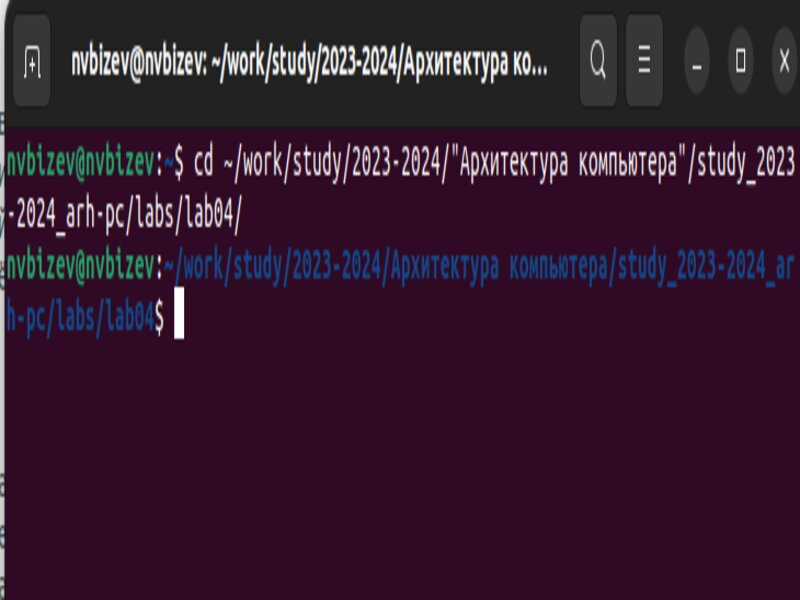 nvbizev@nvbizev: ~/work/study/2023-2024/Архитектура ко...
nvbizev@nvbizev:~$ cd ~/work/study/2023-2024/"Архитектура компьютера"/study_2023
-2024_arh-pc/labs/lab04/
nvbizev@nvbizev:~/work/study/2023-2024/Архитектура компьютера/study_2023-2024_ar
h-pc/labs/lab04$